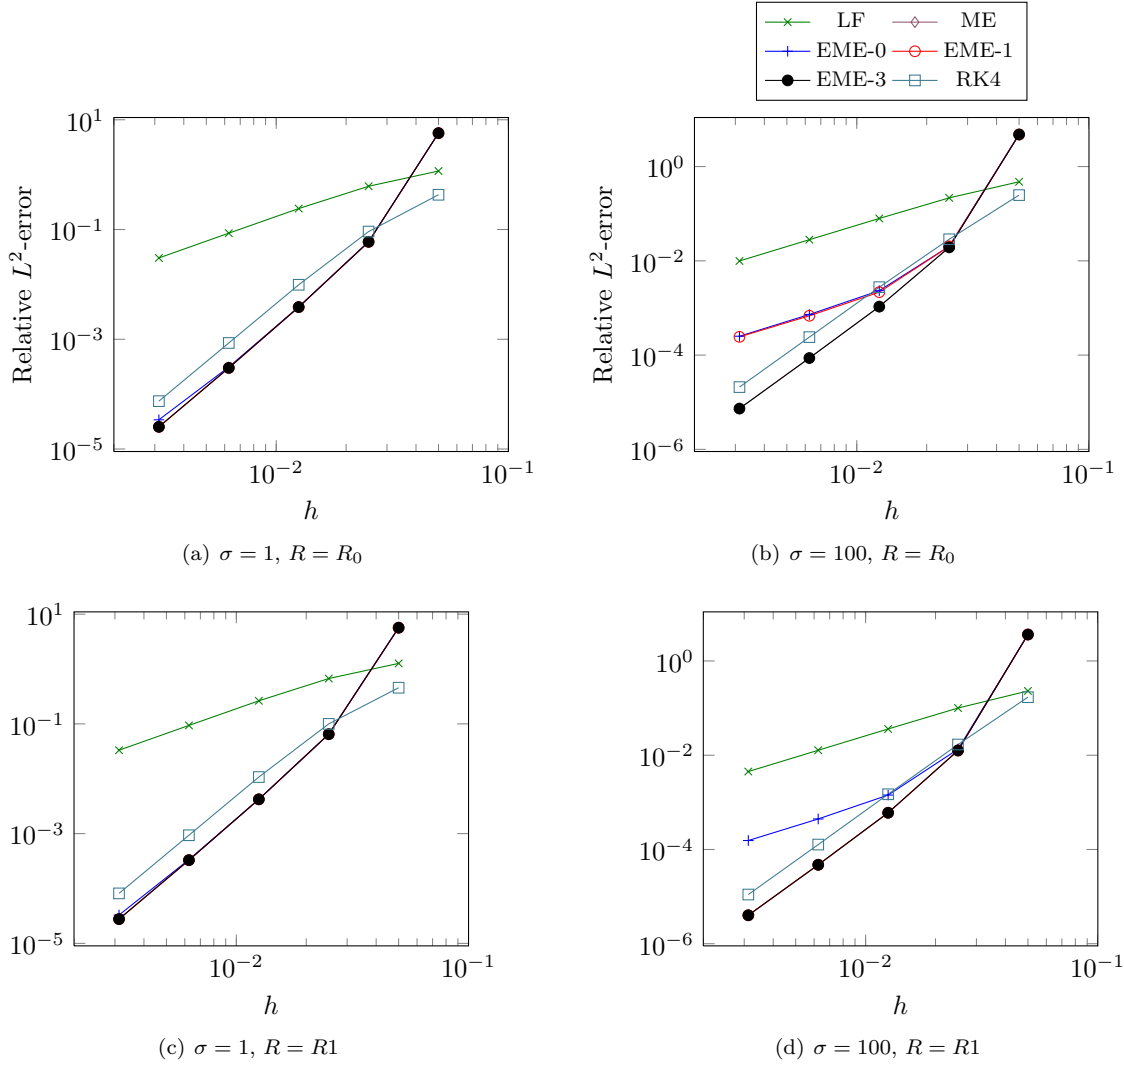 LF ME
EME-0 EME-1
EME-3 RK4
10^1
10^-1
10^-3
10^-5
Relative L^2-error
10^-2 10^-1
h
(a) σ = 1, R = R_0
10^0
10^-2
10^-4
10^-6
Relative L^2-error
10^-2 10^-1
h
(b) σ = 100, R = R_0
10^1
10^-1
10^-3
10^-5
10^-2 10^-1
h
(c) σ = 1, R = R1
10^0
10^-2
10^-4
10^-6
10^-2 10^-1
h
(d) σ = 100, R = R1